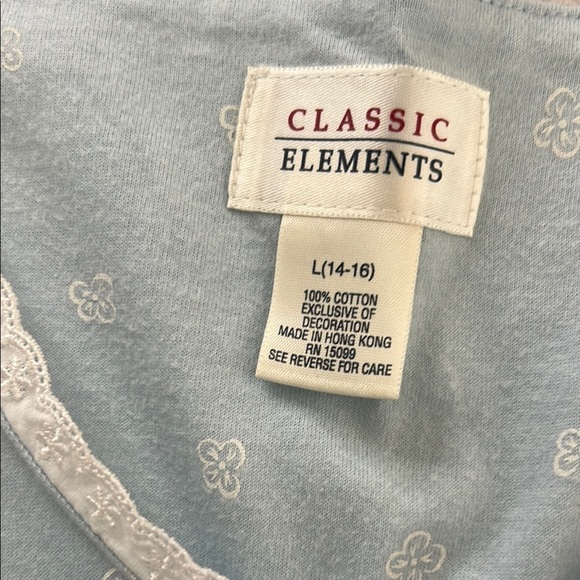 CLASSIC
ELEMENTS
L(14-16)
100% COTTON
EXCLUSIVE OF
DECORATION
MADE IN HONG KONG
RN 15099
SEE REVERSE FOR CARE